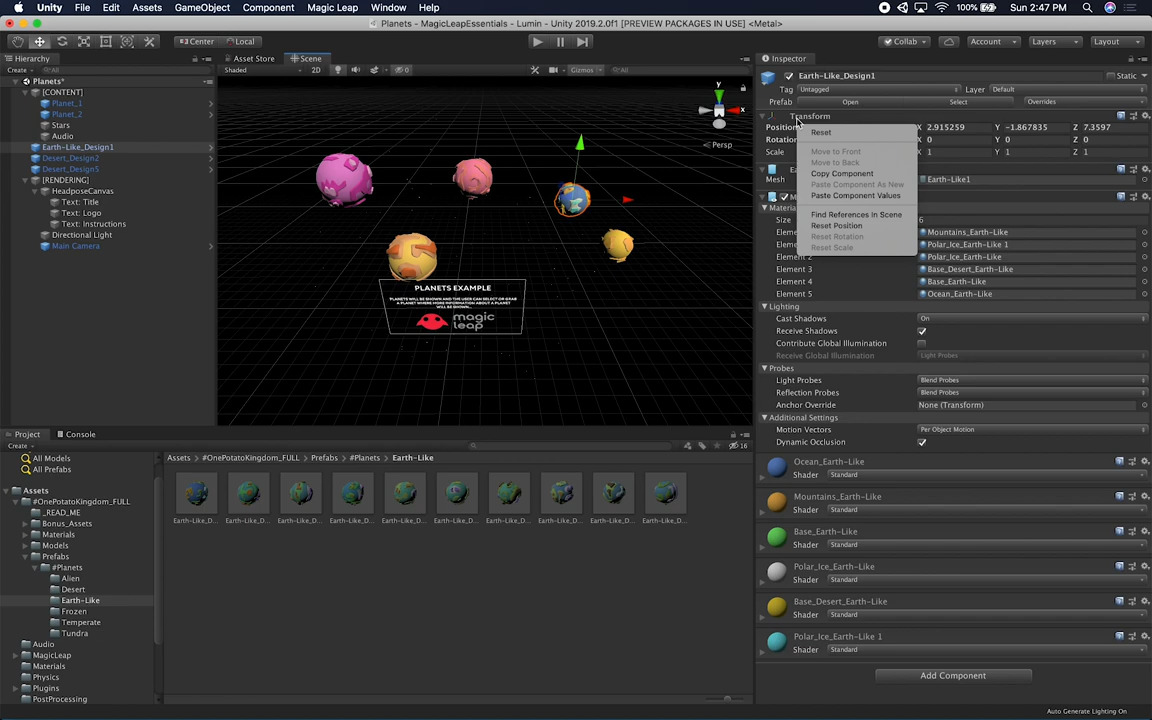 Unity File Edit Assets GameObject Component Magic Leap Window Help 100% Sun 2:47 PM
Planets - MagicLeapEssentials - Lumin - Unity 2019.2.0f1 [PREVIEW PACKAGES IN USE] <Metal>
Center Local Collab Account Layers Layout
Hierarchy Asset Store Scene Inspector
Create All Shaded 2D 0 Gizmos All
Planets*
[CONTENT]
Planet_1
Planet_2
Stars
Audio
Earth-Like_Design1
Desert_Design2
Desert_Design5
[RENDERING]
HeadposeCanvas
Text: Title
Text: Logo
Text: Instructions
Directional Light
Main Camera
y
x
Persp
PLANETS EXAMPLE
PLANETS WILL BE SHOWN AND THE USER CAN SELECT OR GRAB
A PLANET WHERE MORE INFORMATION ABOUT A PLANET
WILL BE SHOWN...
magic
leap
Earth-Like_Design1 Static
Tag Untagged Layer Default
Prefab Open Select Overrides
Transform
Position X 2.915259 Y -1.867835 Z 7.3597
X 0 Y 0 Z 0
Scale X 1 Y 1 Z 1
Reset
Move to Front
Move to Back
Copy Component
Paste Component As New
Paste Component Values
Find References In Scene
Reset Position
Reset Rotation
Reset Scale
Mesh Earth-Like1
Size 6
Mountains_Earth-Like
Polar_Ice_Earth-Like 1
Element 2 Polar_Ice_Earth-Like
Element 3 Base_Desert_Earth-Like
Element 4 Base_Earth-Like
Element 5 Ocean_Earth-Like
Lighting
Cast Shadows On
Receive Shadows
Contribute Global Illumination
Receive Global Illumination Light Probes
Probes
Light Probes Blend Probes
Reflection Probes Blend Probes
Anchor Override None (Transform)
Additional Settings
Motion Vectors Per Object Motion
Dynamic Occlusion
Ocean_Earth-Like
Shader Standard
Mountains_Earth-Like
Shader Standard
Base_Earth-Like
Shader Standard
Polar_Ice_Earth-Like
Shader Standard
Base_Desert_Earth-Like
Shader Standard
Polar_Ice_Earth-Like 1
Shader Standard
Add Component
Auto Generate Lighting On
Project Console
Create 16
All Models
All Prefabs
Assets
#OnePotatoKingdom_FULL
_READ_ME
Bonus_Assets
Materials
Models
Prefabs
#Planets
Alien
Desert
Earth-Like
Frozen
Temperate
Tundra
Audio
MagicLeap
Materials
Physics
Plugins
PostProcessing
Assets > #OnePotatoKingdom_FULL > Prefabs > #Planets > Earth-Like
Earth-Like_D... Earth-Like_D... Earth-Like_D... Earth-Like_D... Earth-Like_D... Earth-Like_D... Earth-Like_D... Earth-Like_D... Earth-Like_D... Earth-Like_D...